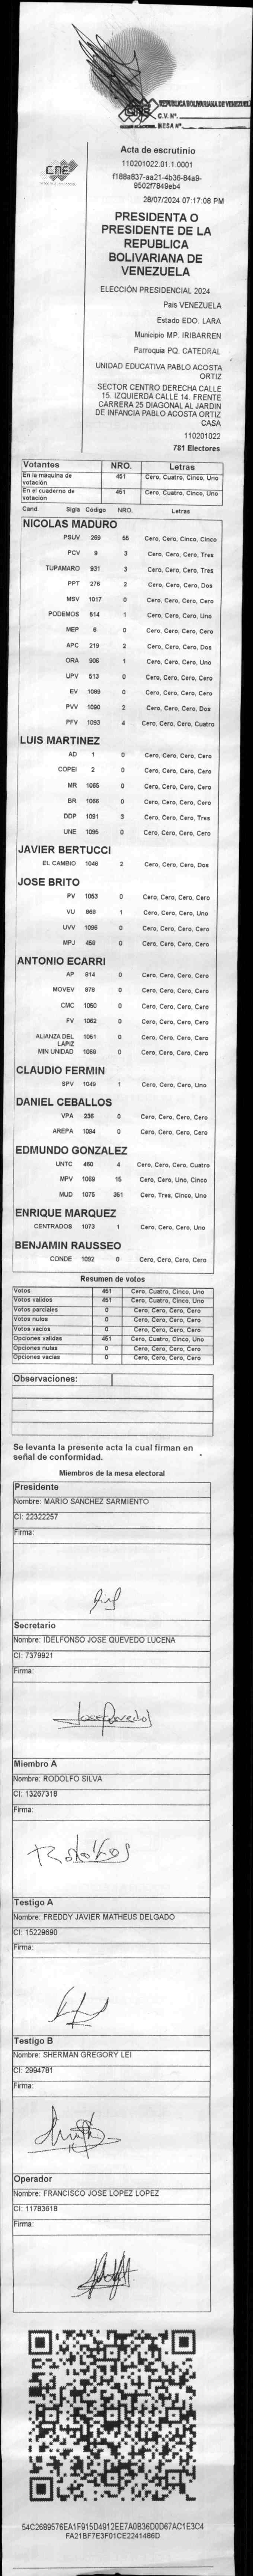 REPUBLICA BOLIVARIANA DE VENEZUELA
C.V. Nº.
MESA Nº.
CNE
Acta de escrutinio
110201022.01.1.0001
f188a837-aa21-4b36-84a9-
9502f7849eb4
28/07/2024 07:17:08 PM
PRESIDENTA O
PRESIDENTE DE LA
REPUBLICA
BOLIVARIANA DE
VENEZUELA
ELECCIÓN PRESIDENCIAL 2024
Pais VENEZUELA
Estado EDO. LARA
Municipio MP. IRIBARREN
Parroquia PQ. CATEDRAL
UNIDAD EDUCATIVA PABLO ACOSTA
ORTIZ
SECTOR CENTRO DERECHA CALLE
15. IZQUIERDA CALLE 14. FRENTE
CARRERA 25 DIAGONAL AL JARDIN
DE INFANCIA PABLO ACOSTA ORTIZ
CASA
110201022
781 Electores
Votantes NRO. Letras
En la máquina de votación 451 Cero, Cuatro, Cinco, Uno
En el cuaderno de votación 451 Cero, Cuatro, Cinco, Uno
Cand. Sigla Código NRO. Letras
NICOLAS MADURO
PSUV 269 55 Cero, Cero, Cinco, Cinco
PCV 9 3 Cero, Cero, Cero, Tres
TUPAMARO 931 3 Cero, Cero, Cero, Tres
PPT 276 2 Cero, Cero, Cero, Dos
MSV 1017 0 Cero, Cero, Cero, Cero
PODEMOS 514 1 Cero, Cero, Cero, Uno
MEP 6 0 Cero, Cero, Cero, Cero
APC 219 2 Cero, Cero, Cero, Dos
ORA 906 1 Cero, Cero, Cero, Uno
UPV 513 0 Cero, Cero, Cero, Cero
EV 1089 0 Cero, Cero, Cero, Cero
PVV 1090 2 Cero, Cero, Cero, Dos
PFV 1093 4 Cero, Cero, Cero, Cuatro
LUIS MARTINEZ
AD 1 0 Cero, Cero, Cero, Cero
COPEI 2 0 Cero, Cero, Cero, Cero
MR 1065 0 Cero, Cero, Cero, Cero
BR 1066 0 Cero, Cero, Cero, Cero
DDP 1091 3 Cero, Cero, Cero, Tres
UNE 1095 0 Cero, Cero, Cero, Cero
JAVIER BERTUCCI
EL CAMBIO 1046 2 Cero, Cero, Cero, Dos
JOSE BRITO
PV 1053 0 Cero, Cero, Cero, Cero
VU 868 1 Cero, Cero, Cero, Uno
UVV 1096 0 Cero, Cero, Cero, Cero
MPJ 459 0 Cero, Cero, Cero, Cero
ANTONIO ECARRI
AP 914 0 Cero, Cero, Cero, Cero
MOVEV 878 0 Cero, Cero, Cero, Cero
CMC 1050 0 Cero, Cero, Cero, Cero
FV 1062 0 Cero, Cero, Cero, Cero
ALIANZA DEL LAPIZ 1051 0 Cero, Cero, Cero, Cero
MIN UNIDAD 1069 0 Cero, Cero, Cero, Cero
CLAUDIO FERMIN
SPV 1049 1 Cero, Cero, Cero, Uno
DANIEL CEBALLOS
VPA 236 0 Cero, Cero, Cero, Cero
AREPA 1094 0 Cero, Cero, Cero, Cero
EDMUNDO GONZALEZ
UNTC 460 4 Cero, Cero, Cero, Cuatro
MPV 1069 15 Cero, Cero, Uno, Cinco
MUD 1075 351 Cero, Tres, Cinco, Uno
ENRIQUE MARQUEZ
CENTRADOS 1073 1 Cero, Cero, Cero, Uno
BENJAMIN RAUSSEO
CONDE 1092 0 Cero, Cero, Cero, Cero
Resumen de votos
Votos 451 Cero, Cuatro, Cinco, Uno
Votos validos 451 Cero, Cuatro, Cinco, Uno
Votos parciales 0 Cero, Cero, Cero, Cero
Votos nulos 0 Cero, Cero, Cero, Cero
Votos vacios 0 Cero, Cero, Cero, Cero
Opciones validas 451 Cero, Cuatro, Cinco, Uno
Opciones nulas 0 Cero, Cero, Cero, Cero
Opciones vacias 0 Cero, Cero, Cero, Cero
Observaciones:
Se levanta la presente acta la cual firman en
señal de conformidad.
Miembros de la mesa electoral
Presidente
Nombre: MARIO SANCHEZ SARMIENTO
CI: 22322257
Firma:
Secretario
Nombre: IDELFONSO JOSE QUEVEDO LUCENA
CI: 7379921
Firma:
Miembro A
Nombre: RODOLFO SILVA
CI: 13267318
Firma:
Testigo A
Nombre: FREDDY JAVIER MATHEUS DELGADO
CI: 15229690
Firma:
Testigo B
Nombre: SHERMAN GREGORY LEI
CI: 2994781
Firma:
Operador
Nombre: FRANCISCO JOSE LOPEZ LOPEZ
CI: 11783618
Firma:
54C2689576EA1F915D4912EE7A0B36D0D67AC1E3C4
FA21BF7E3F01CE2241486D